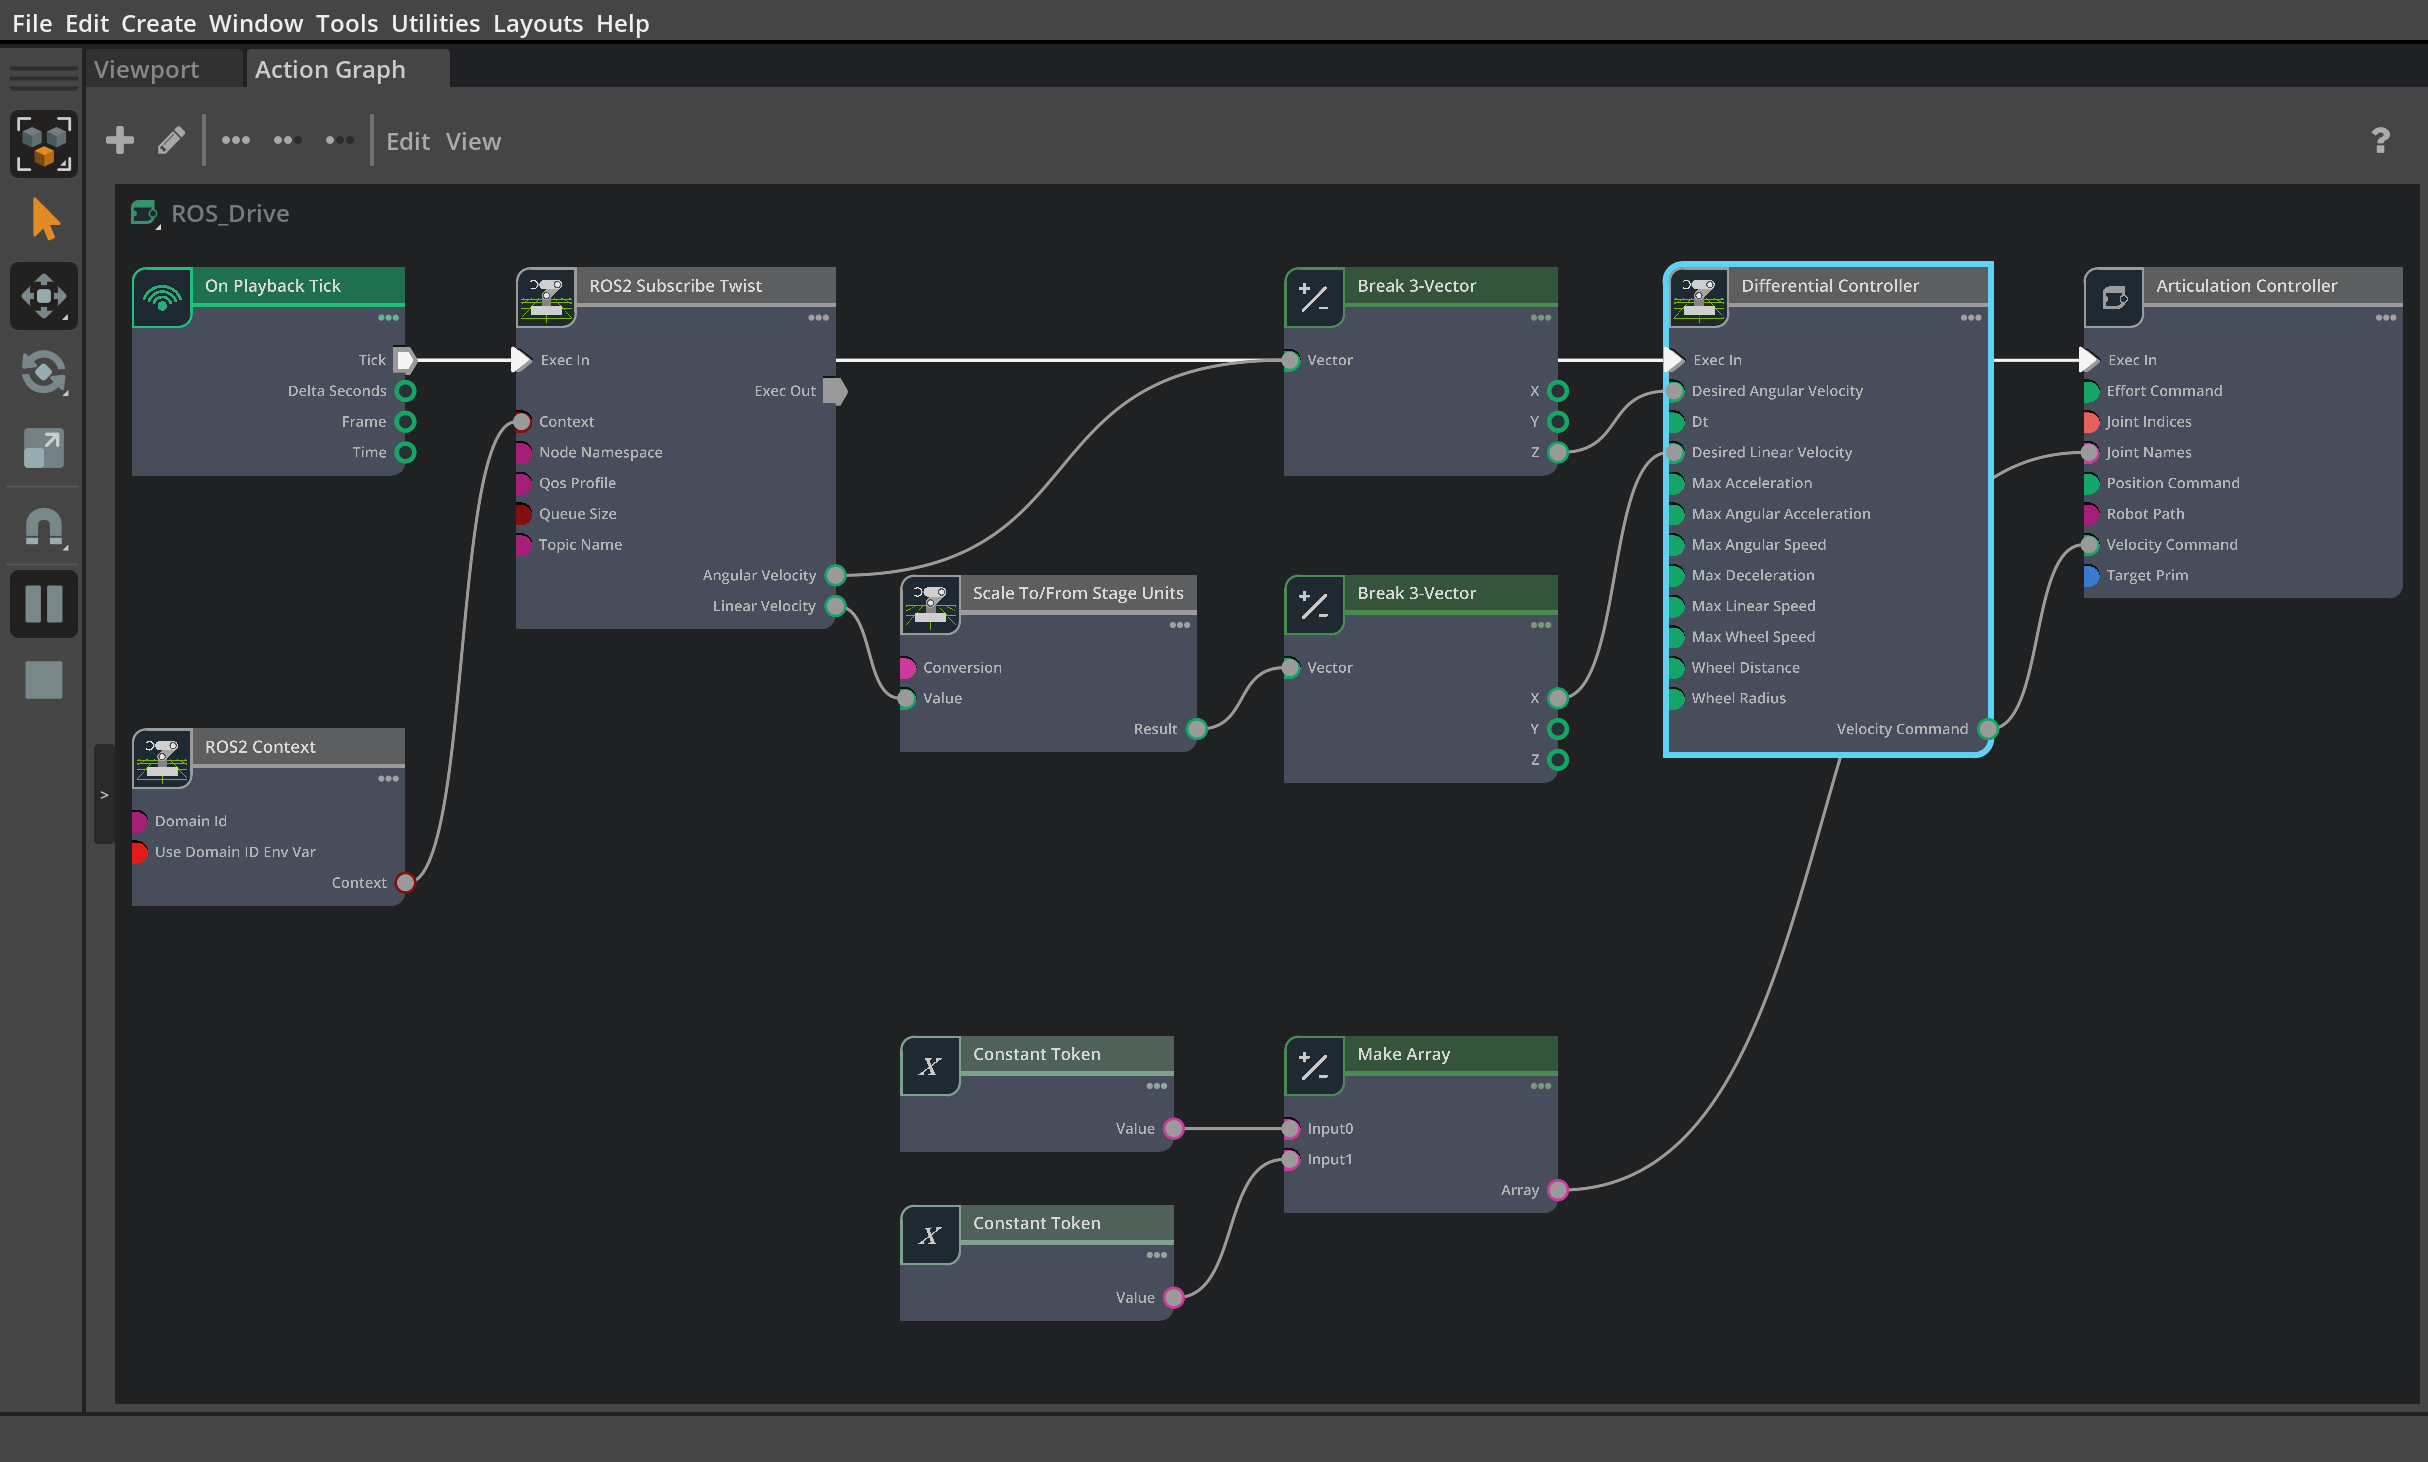 File Edit Create Window Tools Utilities Layouts Help
Viewport
Action Graph
Edit View
?
ROS_Drive
On Playback Tick
Tick
Delta Seconds
Frame
Time
ROS2 Subscribe Twist
Exec In
Exec Out
Context
Node Namespace
Qos Profile
Queue Size
Topic Name
Angular Velocity
Linear Velocity
Break 3-Vector
Vector
X
Y
Z
Differential Controller
Exec In
Desired Angular Velocity
Dt
Desired Linear Velocity
Max Acceleration
Max Angular Acceleration
Max Angular Speed
Max Deceleration
Max Linear Speed
Max Wheel Speed
Wheel Distance
Wheel Radius
Velocity Command
Articulation Controller
Exec In
Effort Command
Joint Indices
Joint Names
Position Command
Robot Path
Velocity Command
Target Prim
Scale To/From Stage Units
Conversion
Value
Result
Break 3-Vector
Vector
X
Y
Z
ROS2 Context
Domain Id
Use Domain ID Env Var
Context
>
X
Constant Token
Value
Make Array
Input0
Input1
Array
X
Constant Token
Value